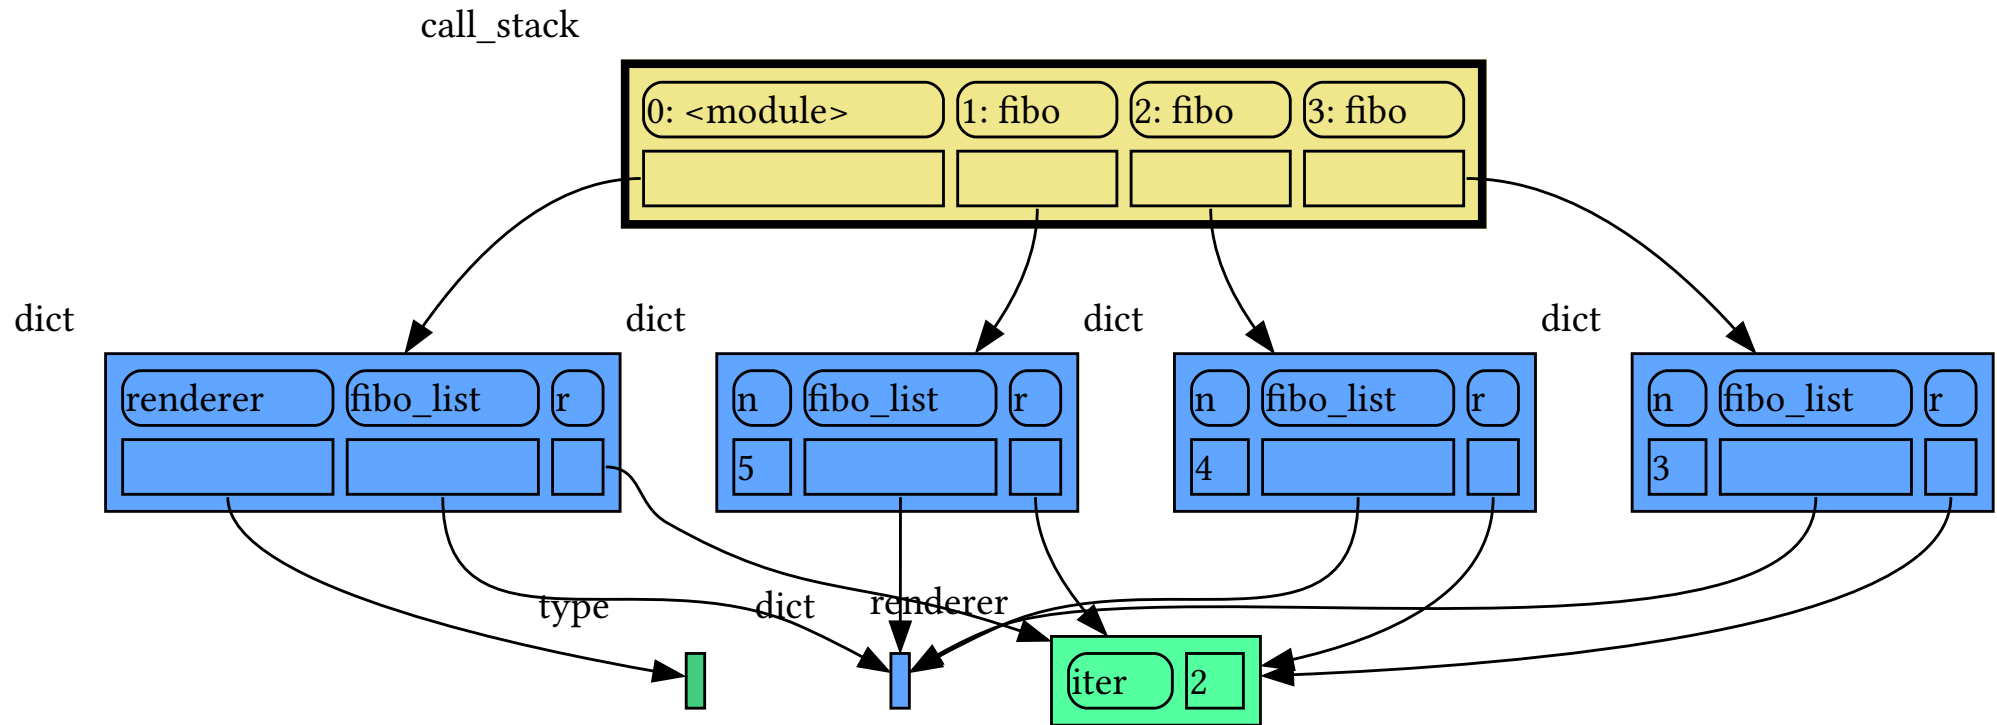 call_stack
0: <module> 1: fibo 2: fibo 3: fibo
dict dict dict dict
renderer fibo_list r n fibo_list r n fibo_list r n fibo_list r
5 4 3
type dict renderer
iter 2